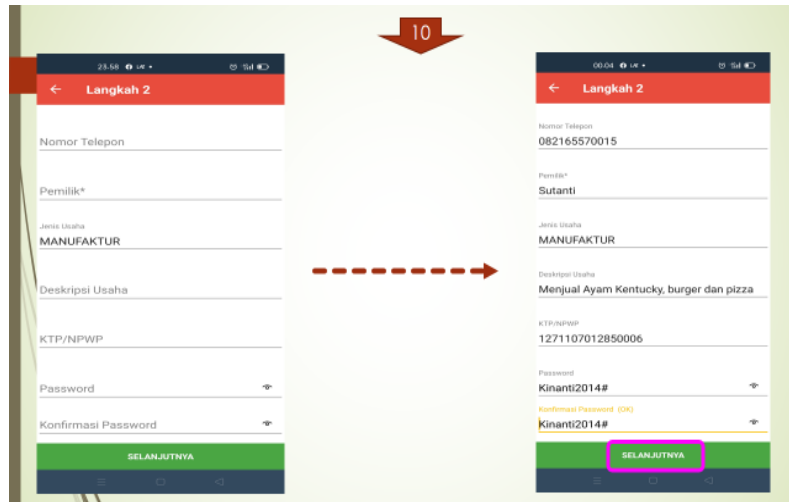 10
23.58
Langkah 2
Nomor Telepon
Pemilik*
Jenis Usaha
MANUFAKTUR
Deskripsi Usaha
KTP/NPWP
Password
Konfirmasi Password
SELANJUTNYA
00.04
Langkah 2
Nomor Telepon
082165570015
Pemilik*
Sutanti
Jenis Usaha
MANUFAKTUR
Deskripsi Usaha
Menjual Ayam Kentucky, burger dan pizza
KTP/NPWP
1271107012850006
Password
Kinanti2014#
Konfirmasi Password (OK)
Kinanti2014#
SELANJUTNYA